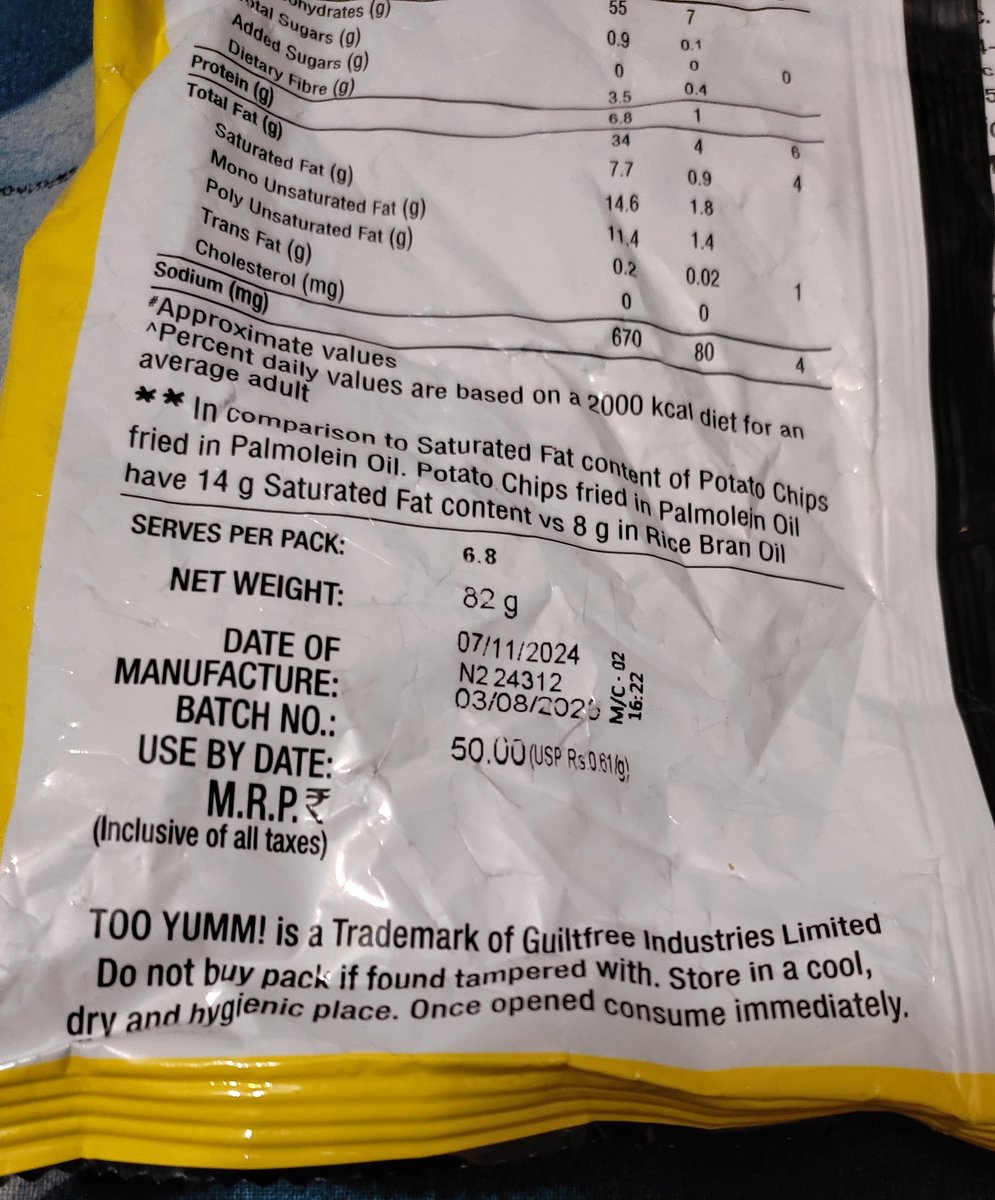 hydrates (g) 55 7
Total Sugars (g) 0.9 0.1
Added Sugars (g) 0 0 0
Dietary Fibre (g) 3.5 0.4
Protein (g) 6.8 1
Total Fat (g) 34 4 6
Saturated Fat (g) 7.7 0.9 4
Mono Unsaturated Fat (g) 14.6 1.8
Poly Unsaturated Fat (g) 11.4 1.4
Trans Fat (g) 0.2 0.02 1
Cholesterol (mg) 0 0
Sodium (mg) 670 80 4
#Approximate values
^Percent daily values are based on a 2000 kcal diet for an
average adult
** In comparison to Saturated Fat content of Potato Chips
fried in Palmolein Oil. Potato Chips fried in Palmolein Oil
have 14 g Saturated Fat content vs 8 g in Rice Bran Oil
SERVES PER PACK: 6.8
NET WEIGHT: 82 g
DATE OF
MANUFACTURE: 07/11/2024
BATCH NO.: N2 24312
USE BY DATE: 03/08/2025
M/C - 02
16:22
M.R.P. ₹ 50.00 (USP Rs 0.61/g)
(Inclusive of all taxes)
TOO YUMM! is a Trademark of Guiltfree Industries Limited
Do not buy pack if found tampered with. Store in a cool,
dry and hygienic place. Once opened consume immediately.